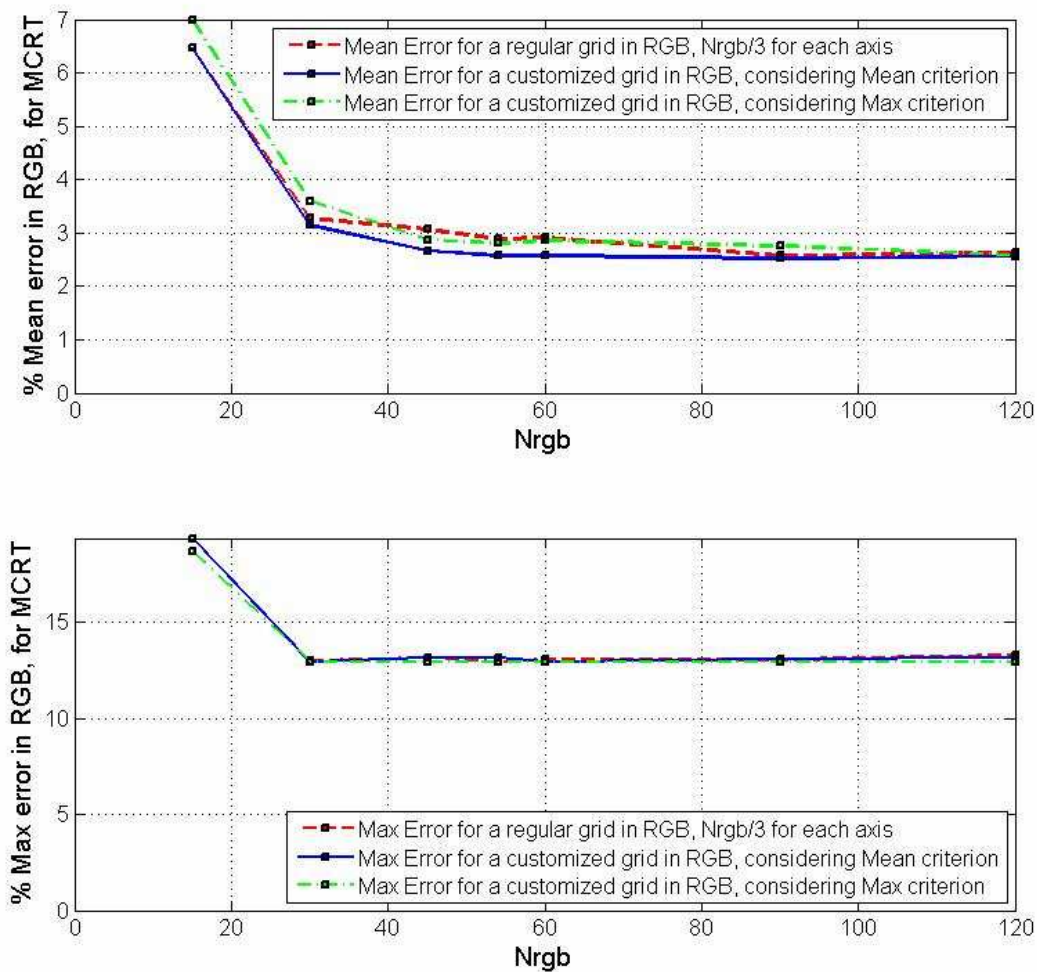 % Mean error in RGB, for MCRT
7
6
5
4
3
2
1
0
Mean Error for a regular grid in RGB, Nrgb/3 for each axis
Mean Error for a customized grid in RGB, considering Mean criterion
Mean Error for a customized grid in RGB, considering Max criterion
0 20 40 60 80 100 120
Nrgb
% Max error in RGB, for MCRT
15
10
5
0
Max Error for a regular grid in RGB, Nrgb/3 for each axis
Max Error for a customized grid in RGB, considering Mean criterion
Max Error for a customized grid in RGB, considering Max criterion
0 20 40 60 80 100 120
Nrgb